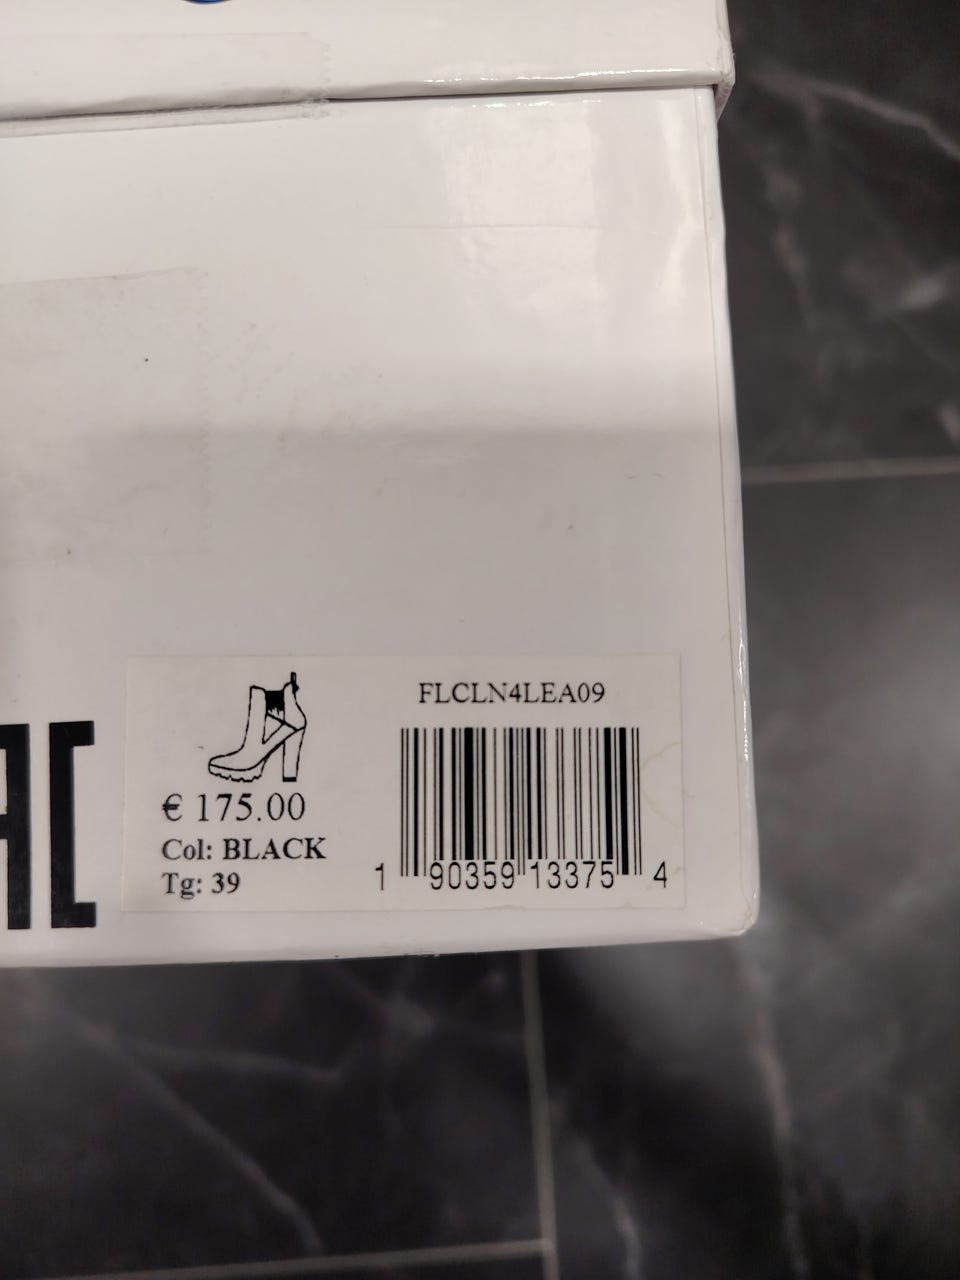 FLCLN4LEA09
€ 175.00
Col: BLACK
Tg: 39
1 90359 13375 4